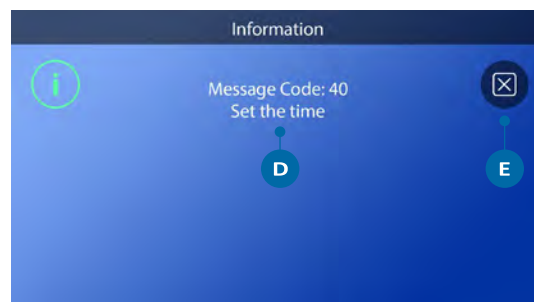 Information
i
Message Code: 40
Set the time
D
E